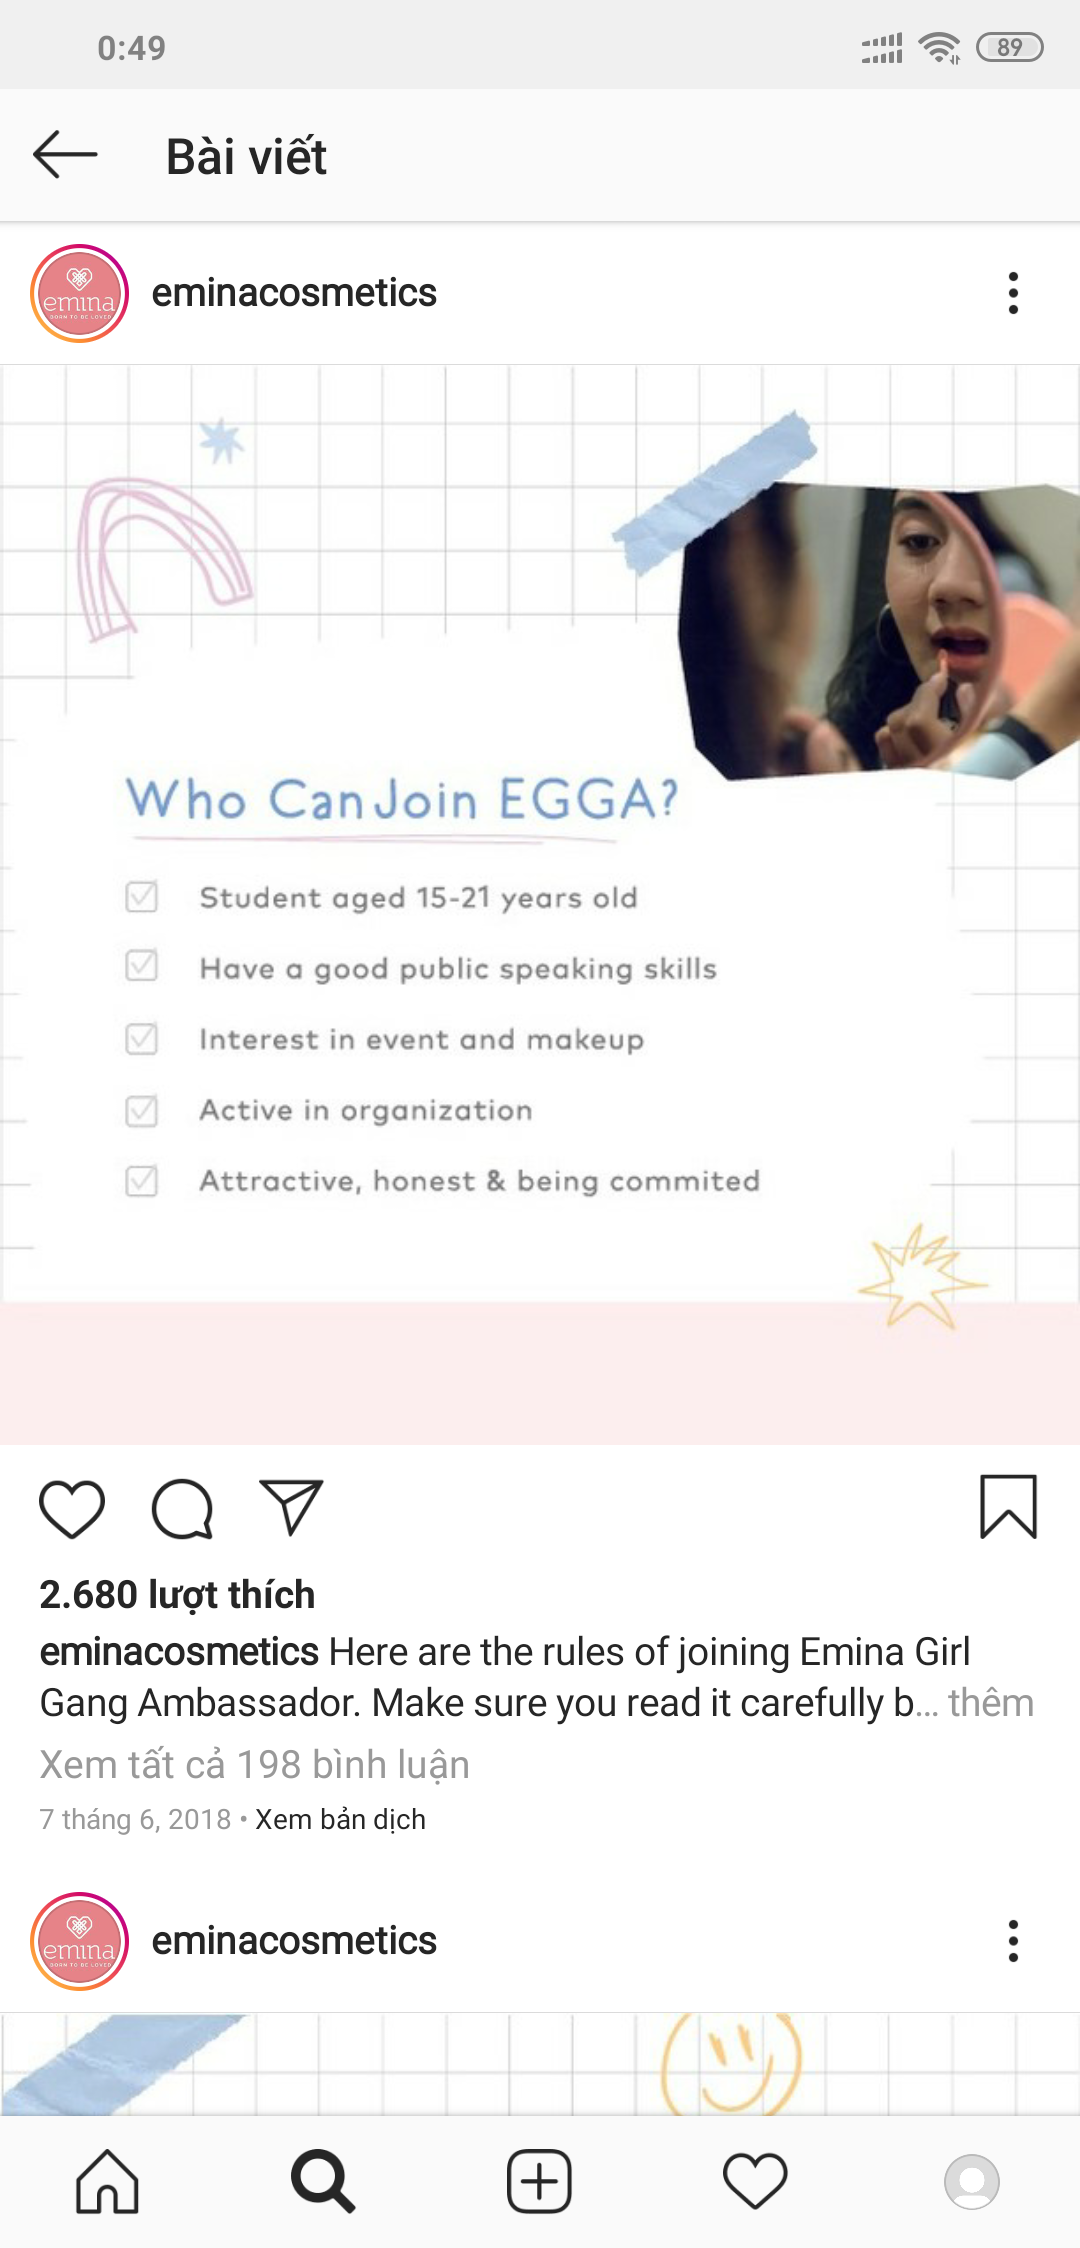 0:49
89
Bài viết
emina
BORN TO BE LOVED
eminacosmetics
Who Can Join EGGA?
Student aged 15-21 years old
Have a good public speaking skills
Interest in event and makeup
Active in organization
Attractive, honest & being commited
2.680 lượt thích
eminacosmetics Here are the rules of joining Emina Girl
Gang Ambassador. Make sure you read it carefully b... thêm
Xem tất cả 198 bình luận
7 tháng 6, 2018 • Xem bản dịch
emina
BORN TO BE LOVED
eminacosmetics